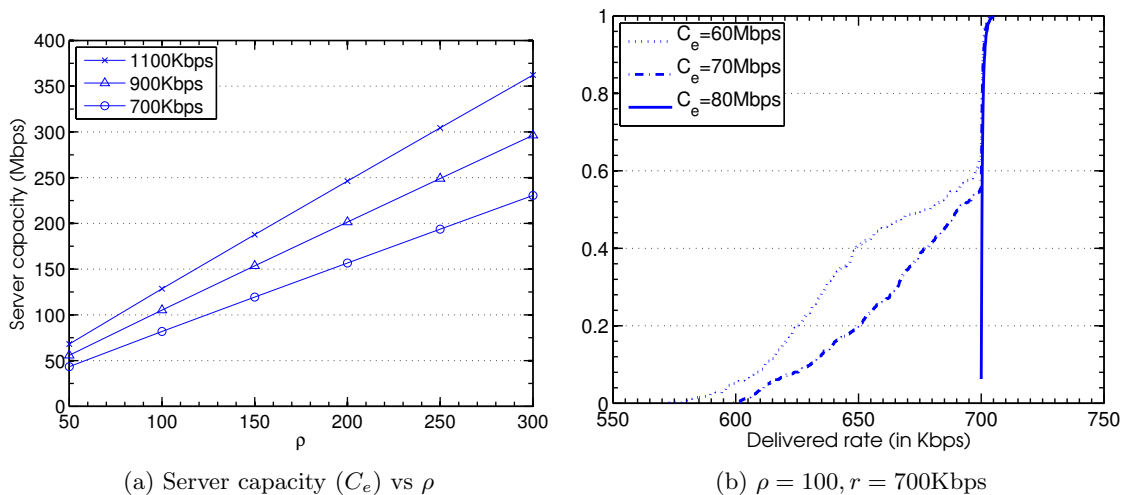 400
350
300
250
200
150
100
50
0
Server capacity (Mbps)
1100Kbps
900Kbps
700Kbps
50 100 150 200 250 300
ρ
(a) Server capacity (C_e) vs ρ
1
0.8
0.6
0.4
0.2
0
C_e=60Mbps
C_e=70Mbps
C_e=80Mbps
550 600 650 700 750
Delivered rate (in Kbps)
(b) ρ = 100, r = 700Kbps